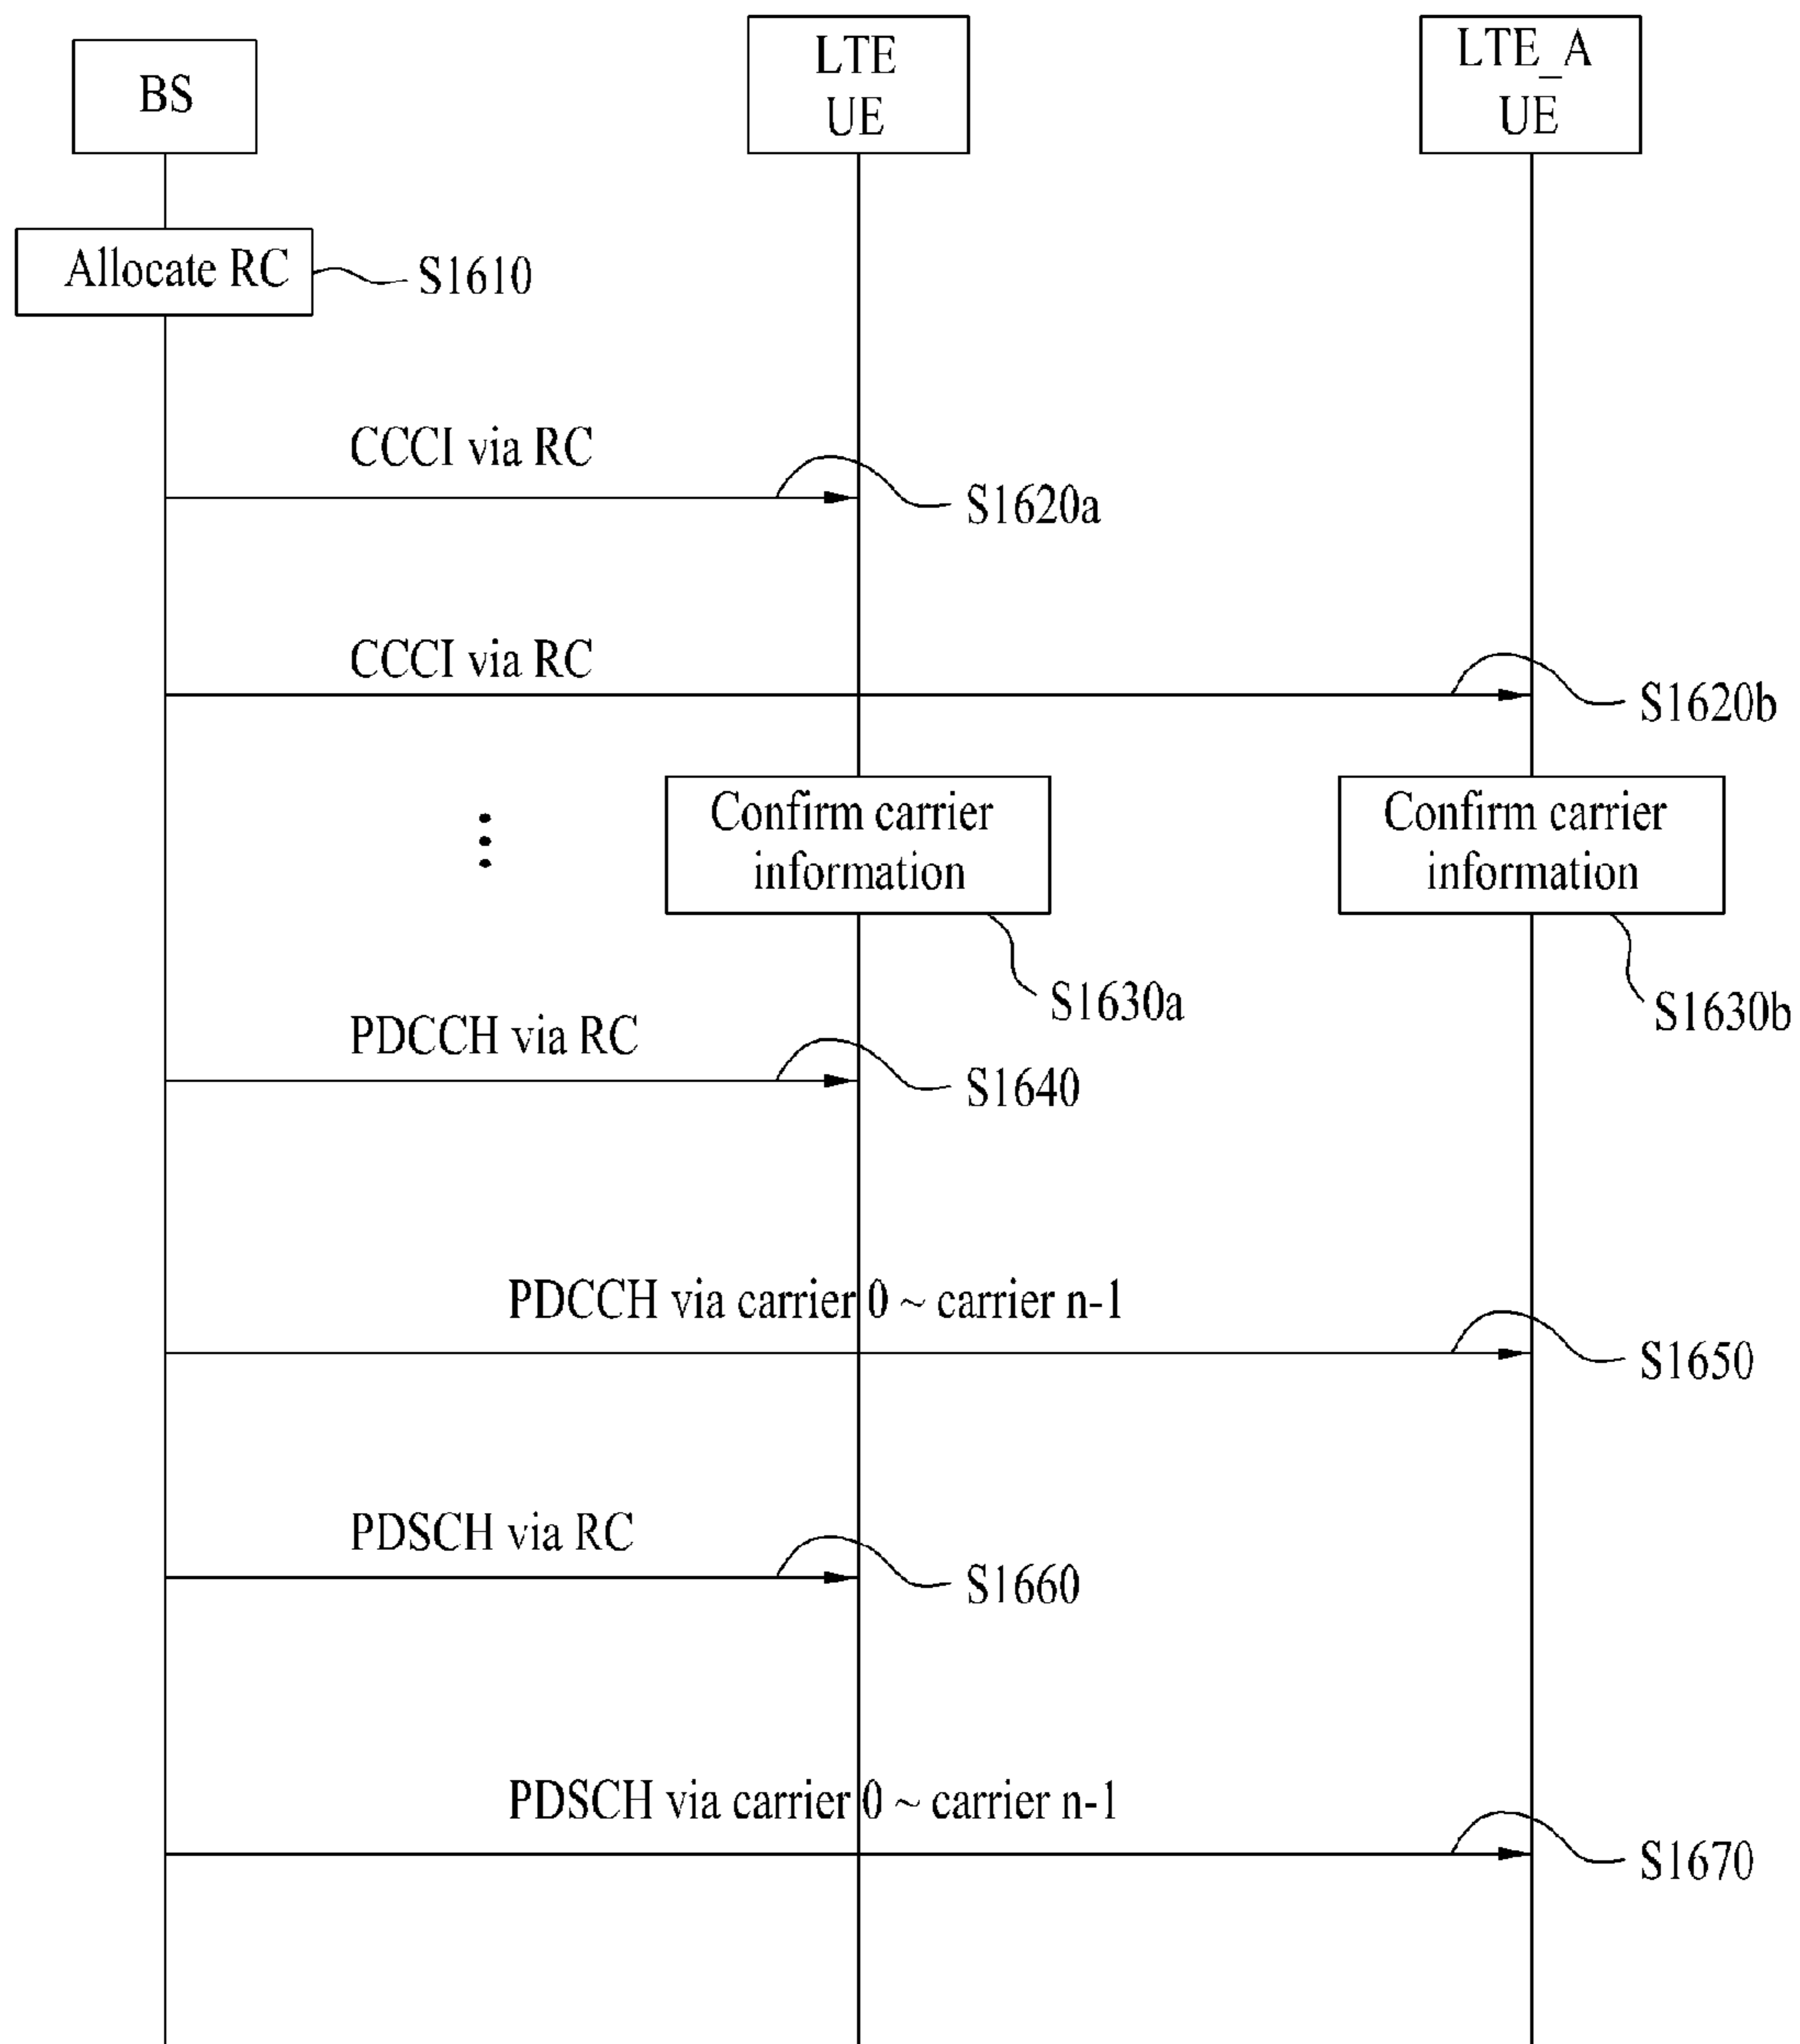 BS
LTE
UE
LTE_A
UE
Allocate RC
S1610
CCCI via RC
S1620a
CCCI via RC
S1620b
Confirm carrier
information
Confirm carrier
information
S1630a
S1630b
PDCCH via RC
S1640
PDCCH via carrier 0 ~ carrier n-1
S1650
PDSCH via RC
S1660
PDSCH via carrier 0 ~ carrier n-1
S1670